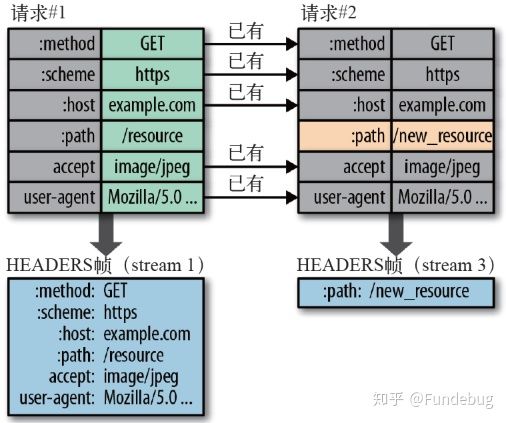 请求#1
:method GET
:scheme https
:host example.com
:path /resource
accept image/jpeg
user-agent Mozilla/5.0 ...
已有
已有
已有
已有
已有
请求#2
:method GET
:scheme https
:host example.com
:path /new_resource
accept image/jpeg
user-agent Mozilla/5.0 ...
HEADERS帧（stream 1）
:method: GET
:scheme: https
:host: example.com
:path: /resource
accept: image/jpeg
user-agent: Mozilla/5.0 ...
HEADERS帧（stream 3）
:path: /new_resource
知乎 @Fundebug